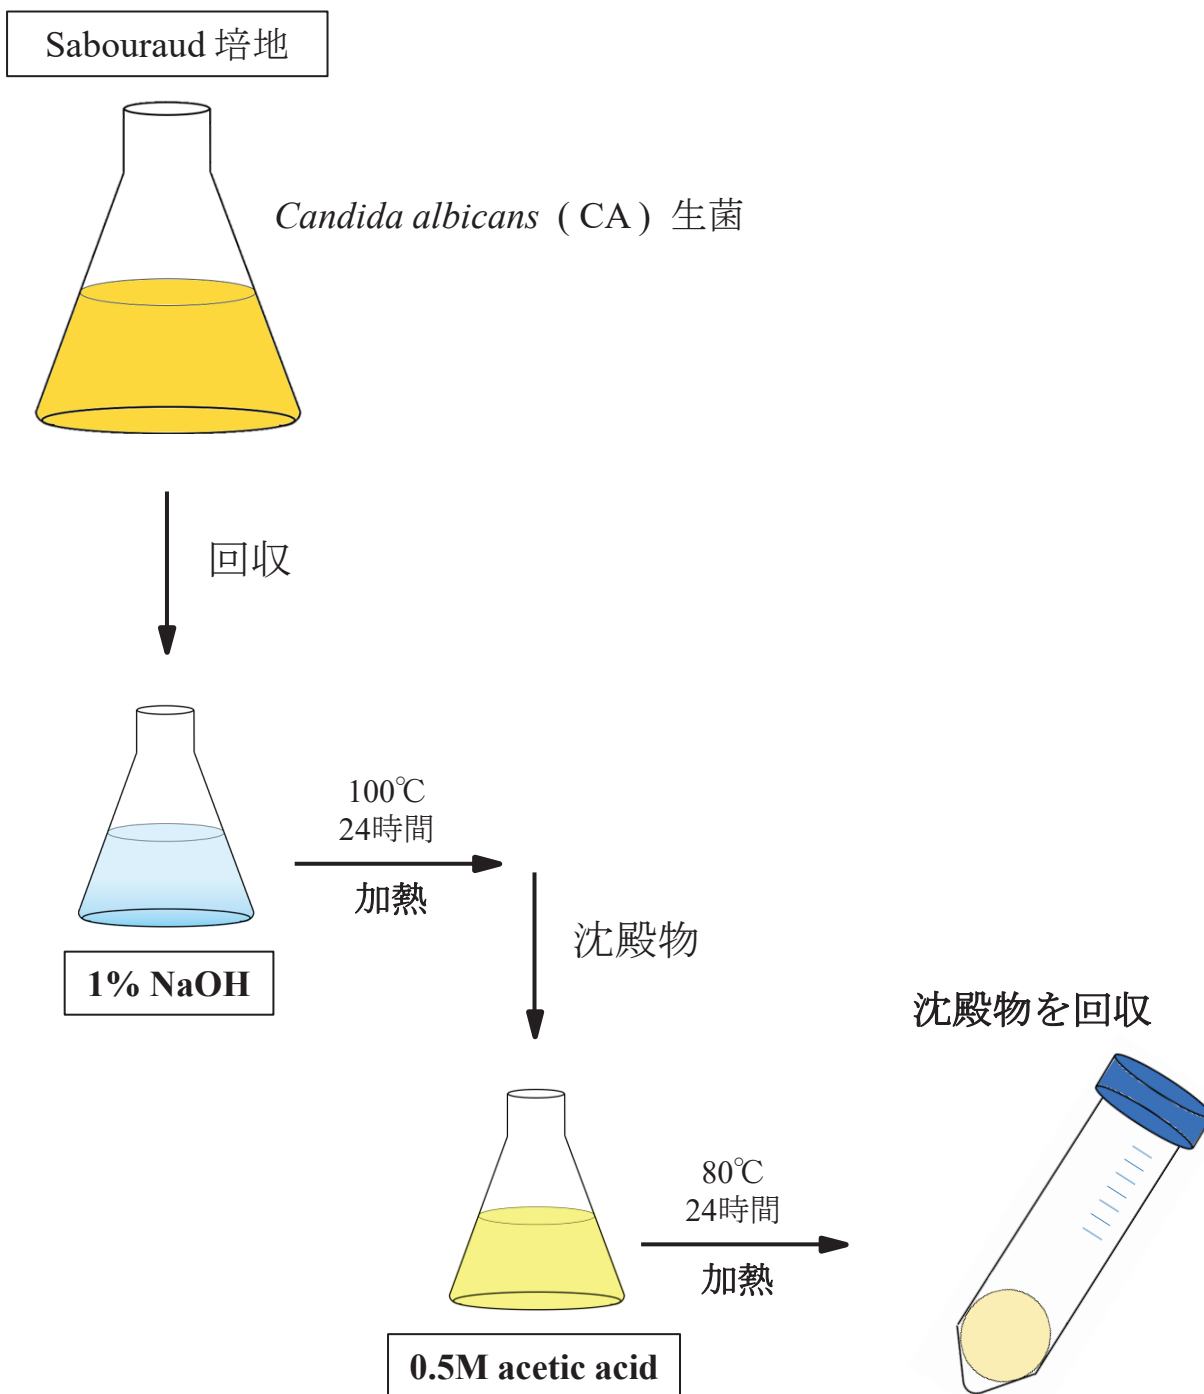 Sabouraud 培地
Candida albicans ( CA ) 生菌
回収
100℃
24時間
加熱
1% NaOH
沈殿物
沈殿物を回収
80℃
24時間
加熱
0.5M acetic acid